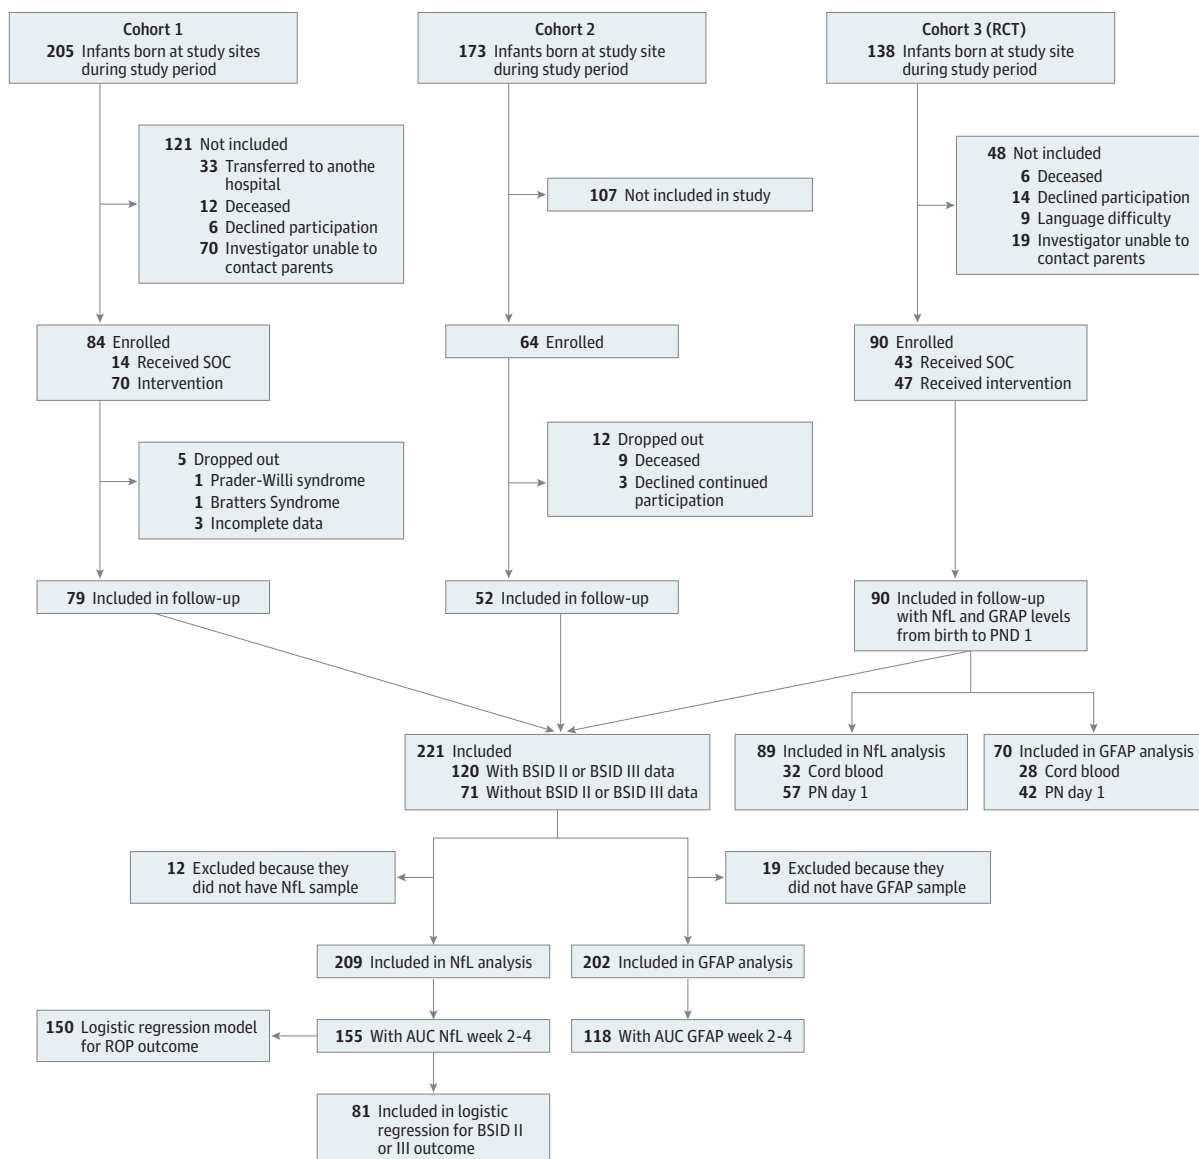 Cohort 1
205 Infants born at study sites
during study period
Cohort 2
173 Infants born at study site
during study period
Cohort 3 (RCT)
138 Infants born at study site
during study period
121 Not included
33 Transferred to anothe
hospital
12 Deceased
6 Declined participation
70 Investigator unable to
contact parents
107 Not included in study
48 Not included
6 Deceased
14 Declined participation
9 Language difficulty
19 Investigator unable to
contact parents
84 Enrolled
14 Received SOC
70 Intervention
64 Enrolled
90 Enrolled
43 Received SOC
47 Received intervention
5 Dropped out
1 Prader-Willi syndrome
1 Bratters Syndrome
3 Incomplete data
12 Dropped out
9 Deceased
3 Declined continued
participation
79 Included in follow-up
52 Included in follow-up
90 Included in follow-up
with NfL and GRAP levels
from birth to PND 1
221 Included
120 With BSID II or BSID III data
71 Without BSID II or BSID III data
89 Included in NfL analysis
32 Cord blood
57 PN day 1
70 Included in GFAP analysis
28 Cord blood
42 PN day 1
12 Excluded because they
did not have NfL sample
19 Excluded because they
did not have GFAP sample
209 Included in NfL analysis
202 Included in GFAP analysis
150 Logistic regression model
for ROP outcome
155 With AUC NfL week 2-4
118 With AUC GFAP week 2-4
81 Included in logistic
regression for BSID II
or III outcome